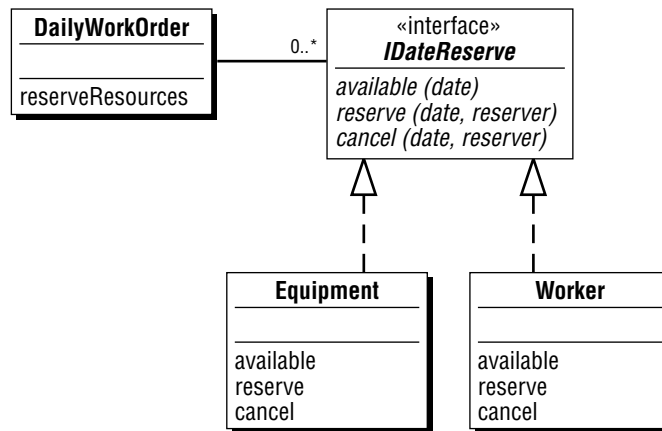 DailyWorkOrder
reserveResources
0..*
«interface»
IDateReserve
available (date)
reserve (date, reserver)
cancel (date, reserver)
Equipment
available
reserve
cancel
Worker
available
reserve
cancel